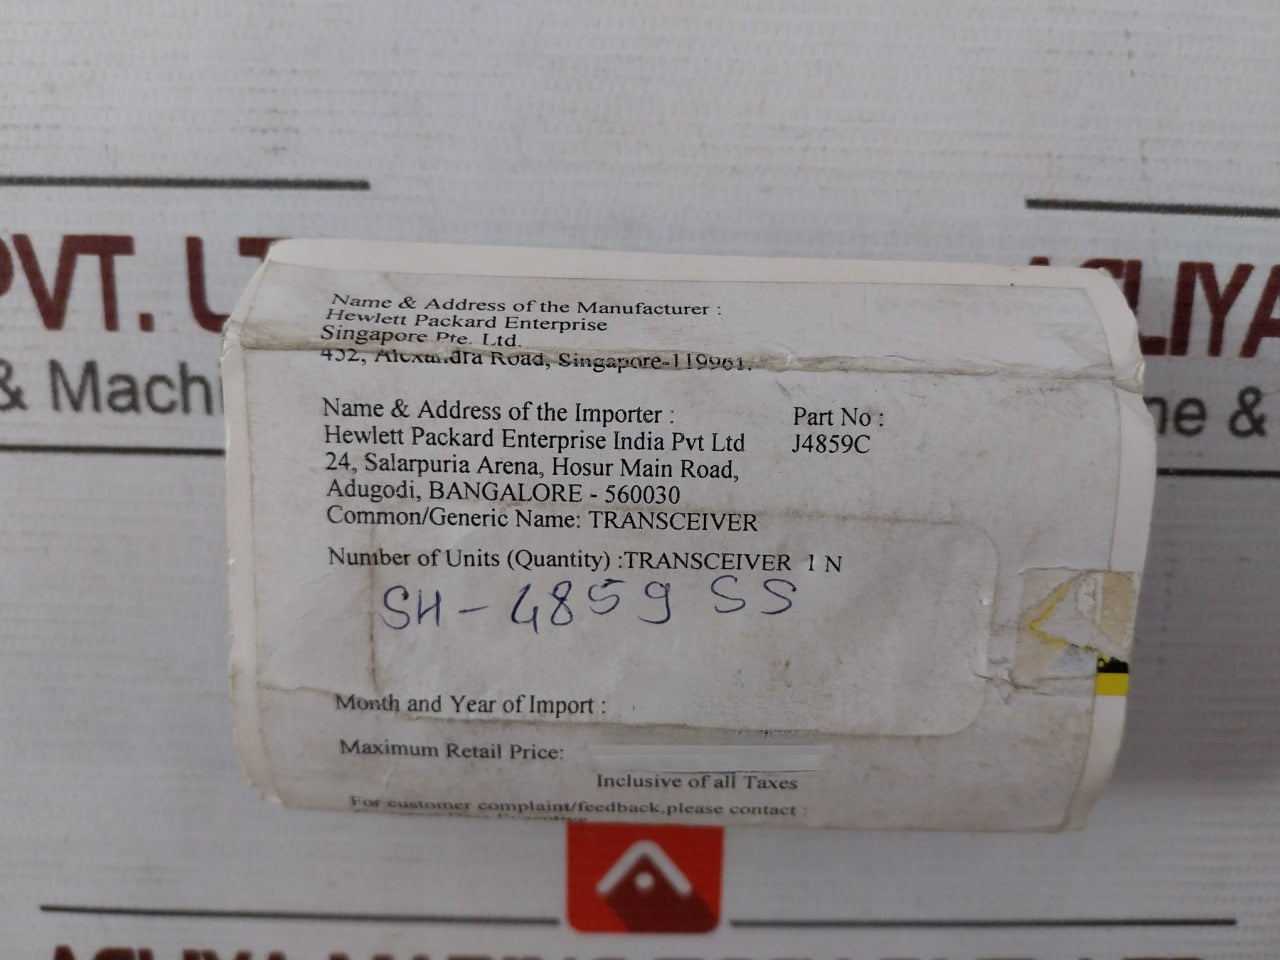 PVT. LT
& Mach
ASLIYA
ne &
Name & Address of the Manufacturer :
Hewlett Packard Enterprise
Singapore Pte. Ltd.
452, Alexandra Road, Singapore-119961.
Name & Address of the Importer :
Part No :
Hewlett Packard Enterprise India Pvt Ltd
J4859C
24, Salarpuria Arena, Hosur Main Road,
Adugodi, BANGALORE - 560030
Common/Generic Name: TRANSCEIVER
Number of Units (Quantity) :TRANSCEIVER 1 N
SH-4859 SS
Month and Year of Import :
Maximum Retail Price:
Inclusive of all Taxes
For customer complaint/feedback,please contact :